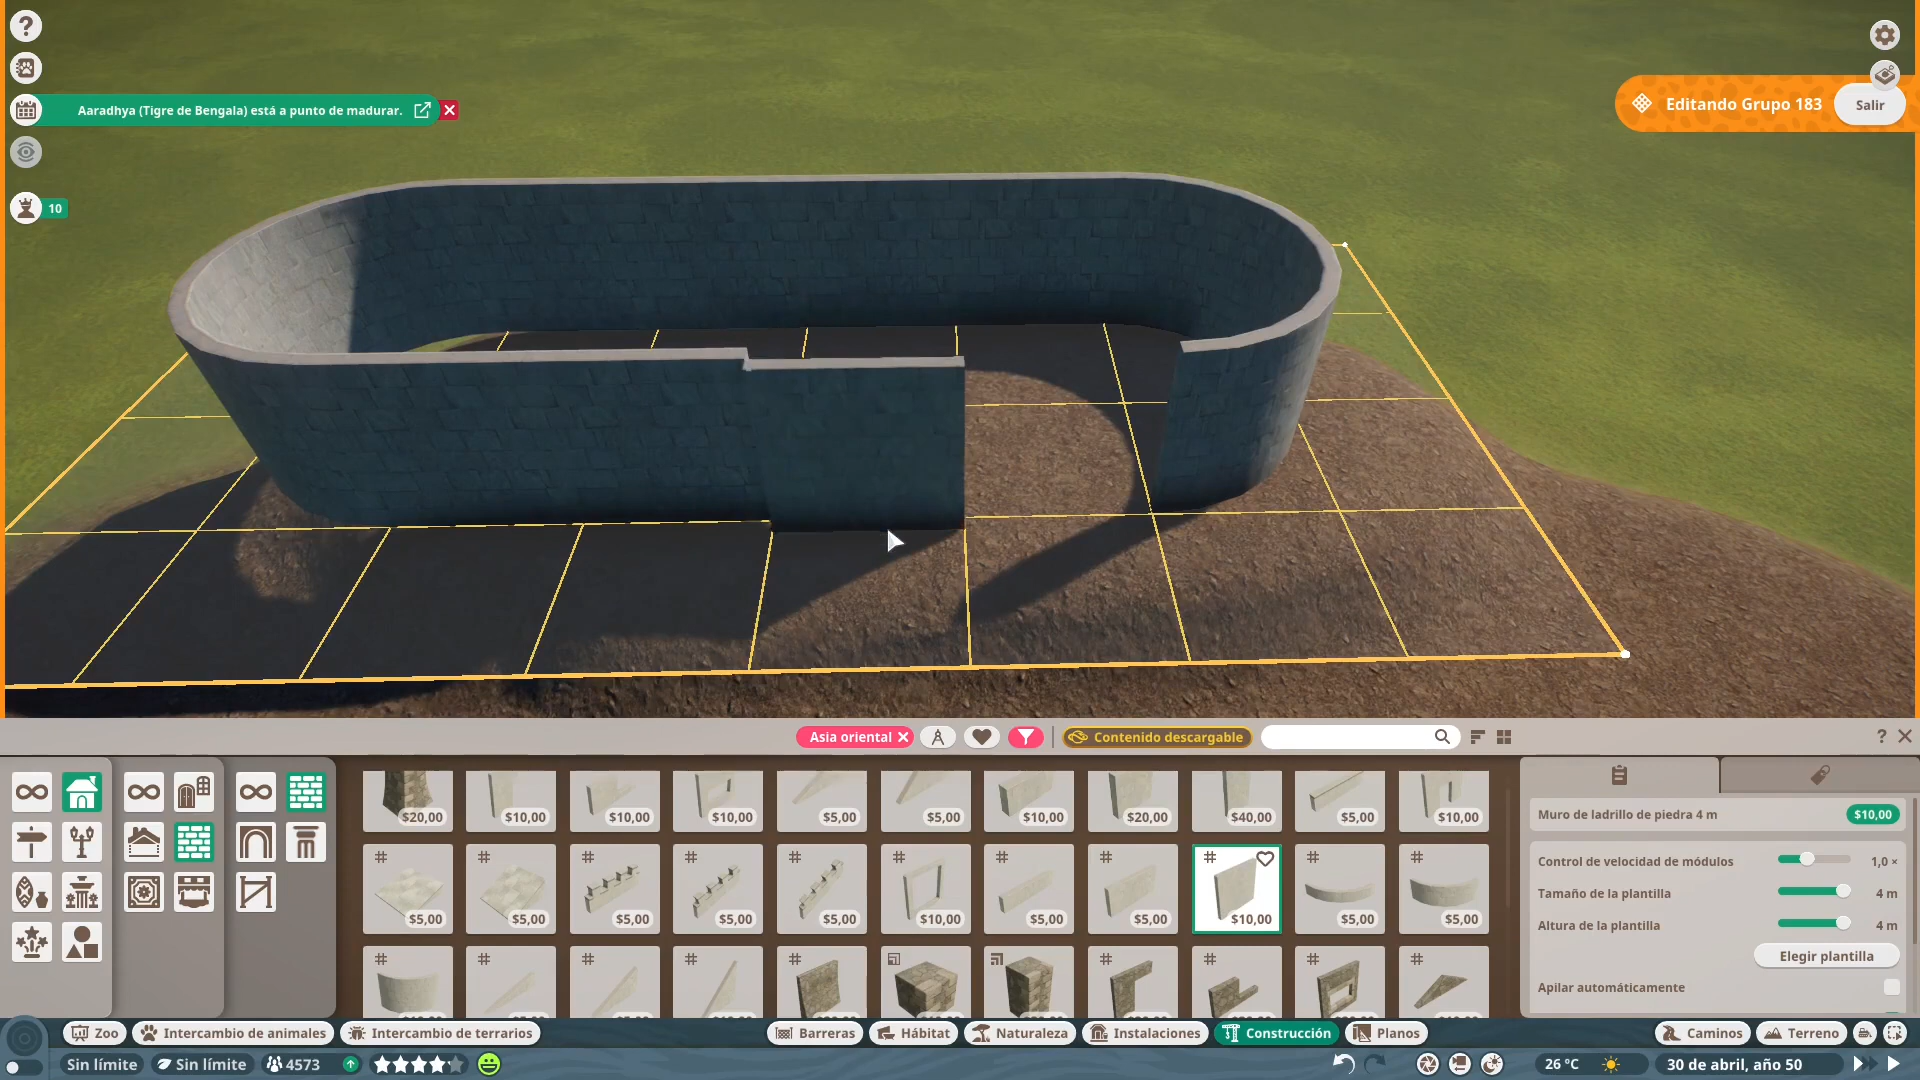 ?
Aaradhya (Tigre de Bengala) está a punto de madurar.
10
Editando Grupo 183
Salir
Asia oriental
Contenido descargable
?
$20,00 $10,00 $10,00 $10,00 $5,00 $5,00 $10,00 $20,00 $40,00 $5,00 $10,00
$5,00 $5,00 $5,00 $5,00 $5,00 $10,00 $5,00 $5,00 $10,00 $5,00 $5,00
Muro de ladrillo de piedra 4 m $10,00
Control de velocidad de módulos 1,0 ×
Tamaño de la plantilla 4 m
Altura de la plantilla 4 m
Elegir plantilla
Apilar automáticamente
Zoo Intercambio de animales Intercambio de terrarios Barreras Hábitat Naturaleza Instalaciones Construcción Planos Caminos Terreno
Sin límite Sin límite 4573 26 °C 30 de abril, año 50